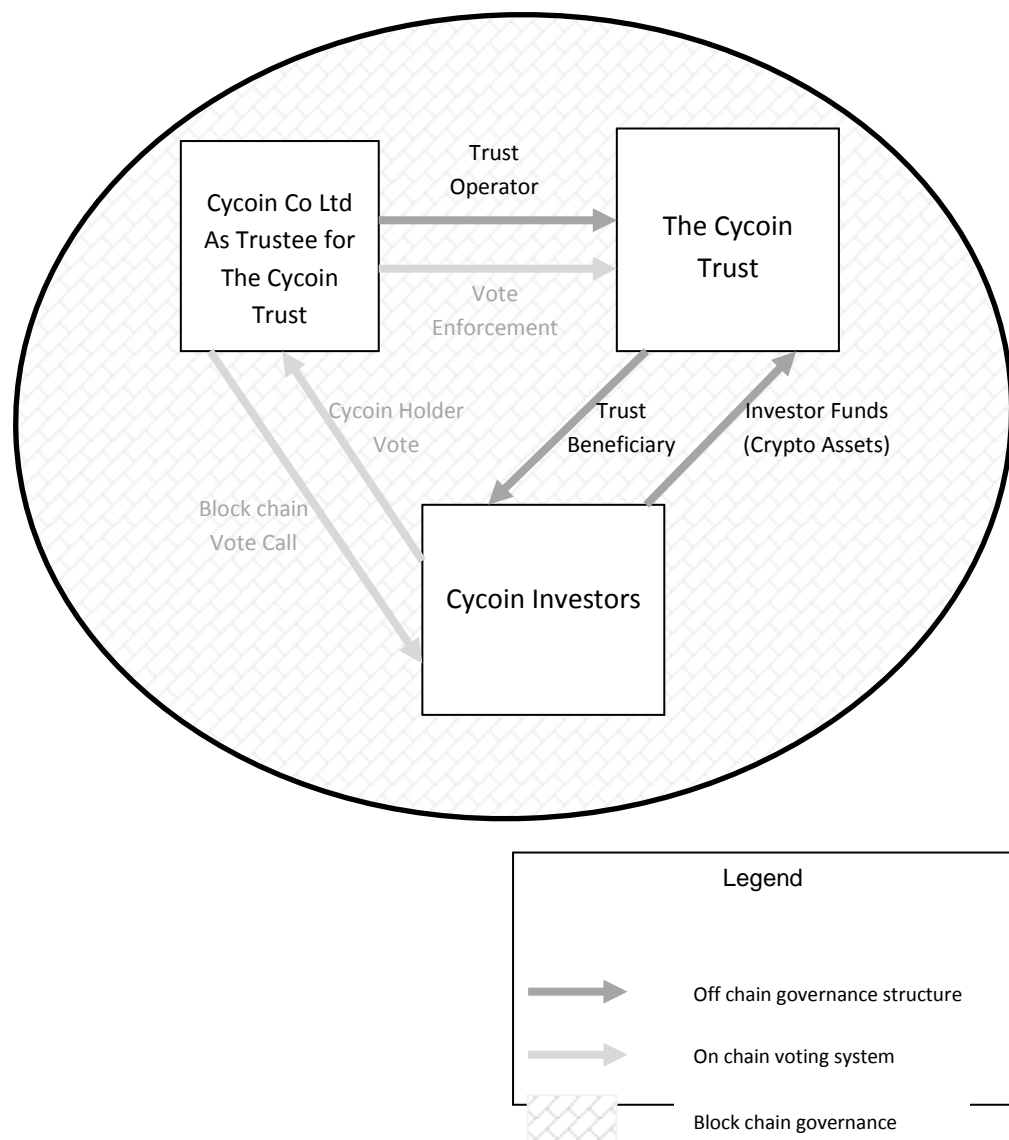 Trust
Operator
Cycoin Co Ltd
As Trustee for
The Cycoin
Trust
The Cycoin
Trust
Vote
Enforcement
Cycoin Holder
Vote
Trust
Beneficiary
Investor Funds
(Crypto Assets)
Block chain
Vote Call
Cycoin Investors
Legend
Off chain governance structure
On chain voting system
Block chain governance